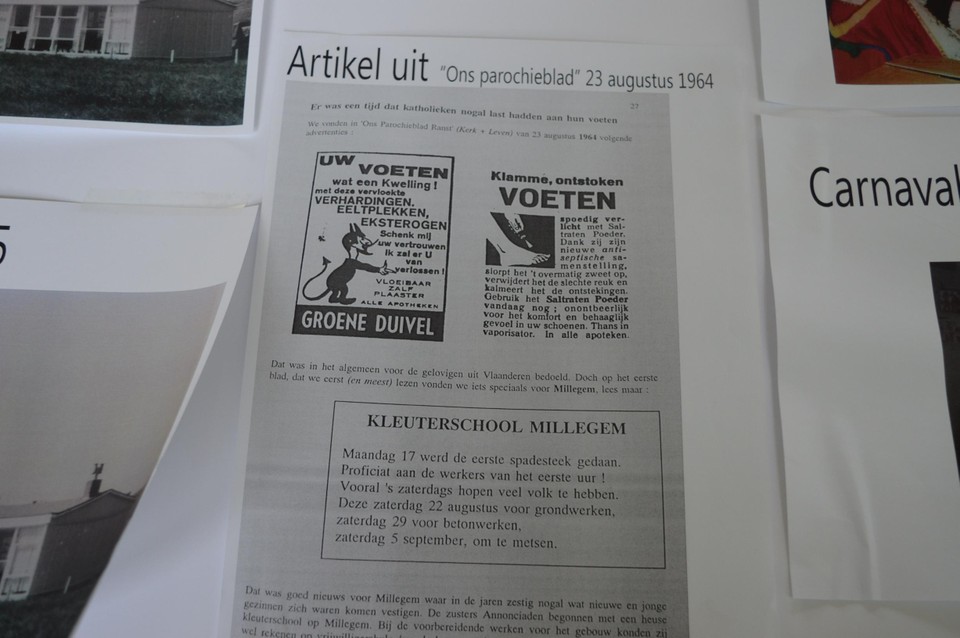 Artikel uit "Ons parochieblad" 23 augustus 1964
27
Er was een tijd dat katholieken nogal last hadden aan hun voeten
We vonden in 'Ons Parochieblad Ranst' (Kerk + Leven) van 23 augustus 1964 volgende
advertenties :
UW VOETEN
wat een Kwelling !
met deze vervloekte
VERHARDINGEN.
EELTPLEKKEN,
EKSTEROGEN
Schenk mij
uw vertrouwen
Ik zal er U
van
verlossen !
VLOEIBAAR
ZALF
PLAASTER
ALLE APOTHEKEN
GROENE DUIVEL
Klamme, ontstoken
VOETEN
spoedig ver-
licht met Sal-
traten Poeder.
Dank zij zijn
nieuwe anti-
septische sa-
menstelling,
slorpt het 't overmatig zweet op,
verwijdert het de slechte reuk en
kalmeert het de ontstekingen.
Gebruik het Saltraten Poeder
vandaag nog ; onontbeerlijk
voor het komfort en behaaglijk
gevoel in uw schoenen. Thans in
vaporisator. In alle apoteken.
Dat was in het algemeen voor de gelovigen uit Vlaanderen bedoeld. Doch op het eerste
blad, dat we eerst (en meest) lezen vonden we iets speciaals voor Millegem, lees maar :
KLEUTERSCHOOL MILLEGEM
Maandag 17 werd de eerste spadesteek gedaan.
Proficiat aan de werkers van het eerste uur !
Vooral 's zaterdags hopen veel volk te hebben.
Deze zaterdag 22 augustus voor grondwerken,
zaterdag 29 voor betonwerken,
zaterdag 5 september, om te metsen.
Dat was goed nieuws voor Millegem waar in de jaren zestig nogal wat nieuwe en jonge
gezinnen zich waren komen vestigen. De zusters Annonciaden begonnen met een heuse
kleuterschool op Millegem. Bij de voorbereidende werken voor het gebouw konden zij
wel rekenen op
5
Carnaval